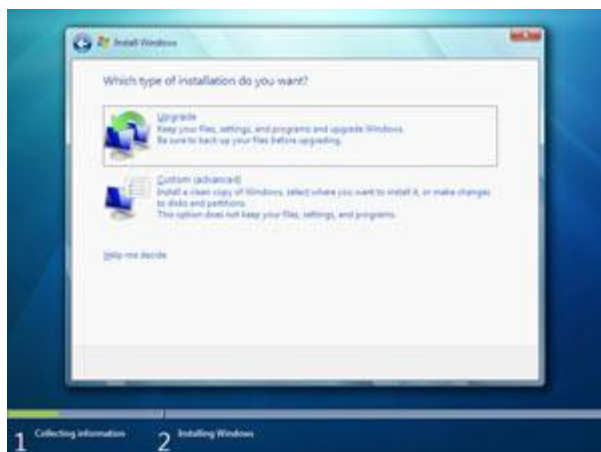 Install Windows
Which type of installation do you want?
Upgrade
Keep your files, settings, and programs and upgrade Windows.
Be sure to back up your files before upgrading.
Custom (advanced)
Install a clean copy of Windows, select where you want to install it, or make changes
to disks and partitions.
This option does not keep your files, settings, and programs.
Help me decide
1 Collecting information 2 Installing Windows